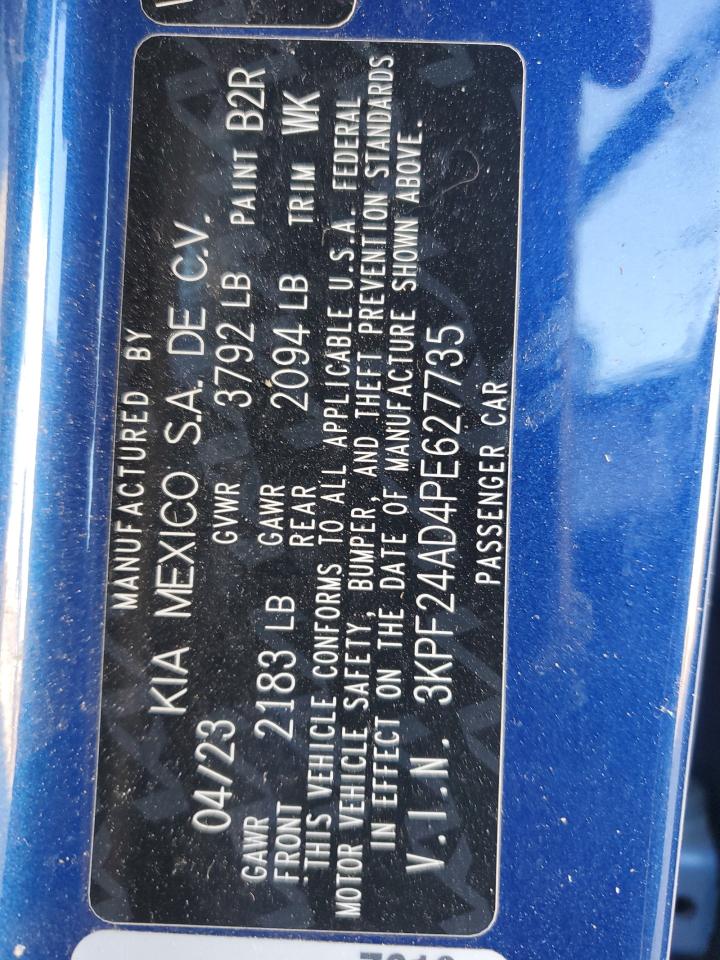 MANUFACTURED BY
KIA MEXICO S.A. DE C.V.
04/23 GVWR 3792 LB PAINT B2R
GAWR FRONT 2183 LB GAWR REAR 2094 LB TRIM WK
THIS VEHICLE CONFORMS TO ALL APPLICABLE U.S.A. FEDERAL
MOTOR VEHICLE SAFETY, BUMPER, AND THEFT PREVENTION STANDARDS
IN EFFECT ON THE DATE OF MANUFACTURE SHOWN ABOVE.
V.I.N. 3KPF24AD4PE627735
PASSENGER CAR